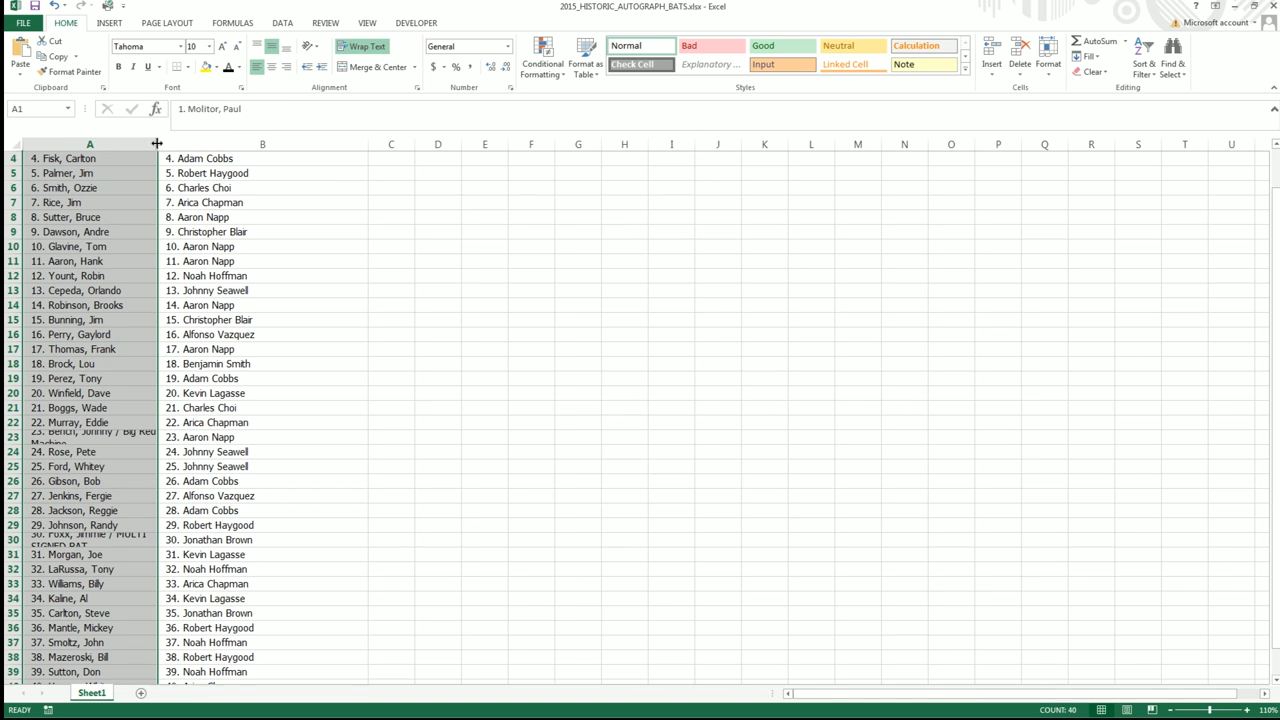 2015_HISTORIC_AUTOGRAPH_BATS.xlsx - Excel
FILE HOME INSERT PAGE LAYOUT FORMULAS DATA REVIEW VIEW DEVELOPER Microsoft account
Paste Cut Copy Format Painter Clipboard
Tahoma 10 B I U A Font
Wrap Text Merge & Center Alignment
General $ % , Number
Conditional Formatting Format as Table
Normal Bad Good Neutral Calculation
Check Cell Explanatory ... Input Linked Cell Note
Styles
Insert Delete Format Cells
AutoSum Fill Clear Sort & Filter Find & Select Editing
A1 fx 1. Molitor, Paul
A B C D E F G H I J K L M N O P Q R S T U
4 4. Fisk, Carlton 4. Adam Cobbs
5 5. Palmer, Jim 5. Robert Haygood
6 6. Smith, Ozzie 6. Charles Choi
7 7. Rice, Jim 7. Arica Chapman
8 8. Sutter, Bruce 8. Aaron Napp
9 9. Dawson, Andre 9. Christopher Blair
10 10. Glavine, Tom 10. Aaron Napp
11 11. Aaron, Hank 11. Aaron Napp
12 12. Yount, Robin 12. Noah Hoffman
13 13. Cepeda, Orlando 13. Johnny Seawell
14 14. Robinson, Brooks 14. Aaron Napp
15 15. Bunning, Jim 15. Christopher Blair
16 16. Perry, Gaylord 16. Alfonso Vazquez
17 17. Thomas, Frank 17. Aaron Napp
18 18. Brock, Lou 18. Benjamin Smith
19 19. Perez, Tony 19. Adam Cobbs
20 20. Winfield, Dave 20. Kevin Lagasse
21 21. Boggs, Wade 21. Charles Choi
22 22. Murray, Eddie 22. Arica Chapman
23 23. Bench, Johnny / Big Red Machine 23. Aaron Napp
24 24. Rose, Pete 24. Johnny Seawell
25 25. Ford, Whitey 25. Johnny Seawell
26 26. Gibson, Bob 26. Adam Cobbs
27 27. Jenkins, Fergie 27. Alfonso Vazquez
28 28. Jackson, Reggie 28. Adam Cobbs
29 29. Johnson, Randy 29. Robert Haygood
30 30. Foxx, Jimmie / MULTI SIGNED BAT 30. Jonathan Brown
31 31. Morgan, Joe 31. Kevin Lagasse
32 32. LaRussa, Tony 32. Noah Hoffman
33 33. Williams, Billy 33. Arica Chapman
34 34. Kaline, Al 34. Kevin Lagasse
35 35. Carlton, Steve 35. Jonathan Brown
36 36. Mantle, Mickey 36. Robert Haygood
37 37. Smoltz, John 37. Noah Hoffman
38 38. Mazeroski, Bill 38. Robert Haygood
39 39. Sutton, Don 39. Noah Hoffman
Sheet1
READY COUNT: 40 110%